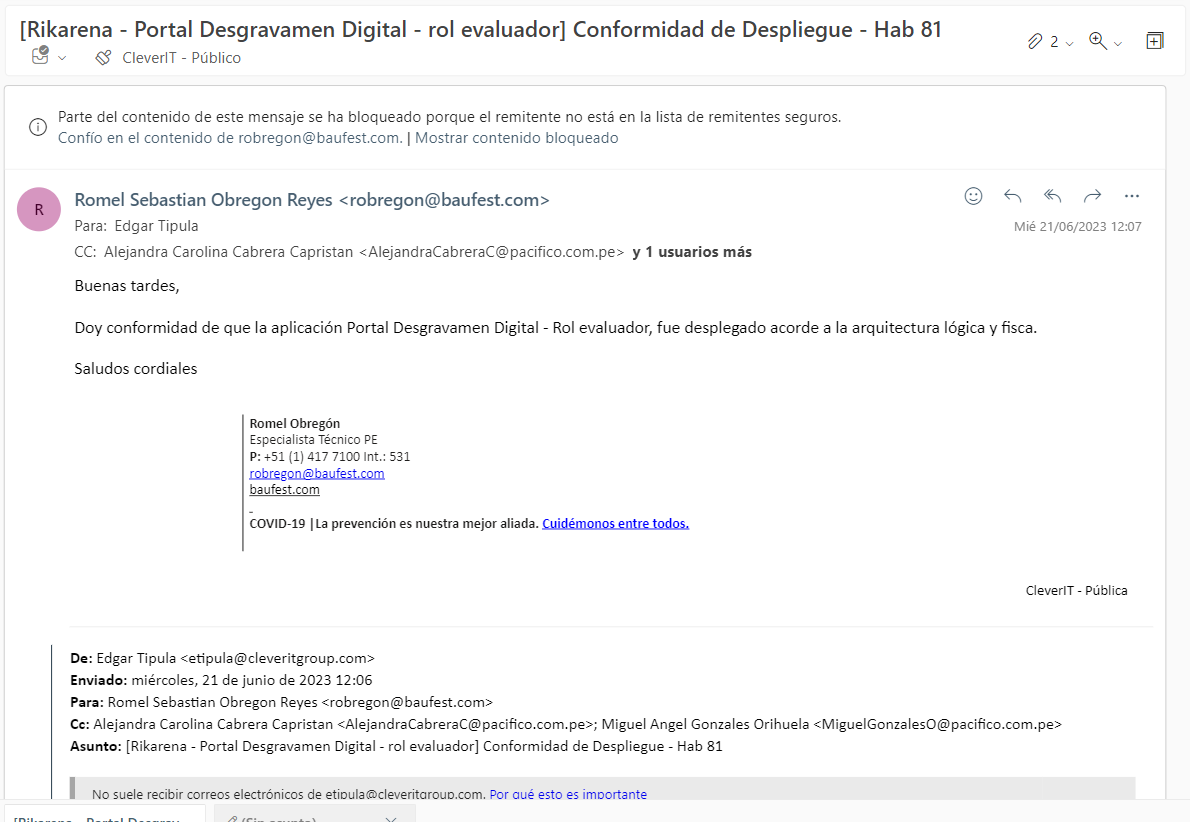 [Rikarena - Portal Desgravamen Digital - rol evaluador] Conformidad de Despliegue - Hab 81
2
CleverIT - Público
Parte del contenido de este mensaje se ha bloqueado porque el remitente no está en la lista de remitentes seguros.
Confío en el contenido de robregon@baufest.com. | Mostrar contenido bloqueado
R
Romel Sebastian Obregon Reyes <robregon@baufest.com>
Para: Edgar Tipula
Mié 21/06/2023 12:07
CC: Alejandra Carolina Cabrera Capristan <AlejandraCabreraC@pacifico.com.pe> y 1 usuarios más
Buenas tardes,
Doy conformidad de que la aplicación Portal Desgravamen Digital - Rol evaluador, fue desplegado acorde a la arquitectura lógica y fisca.
Saludos cordiales
Romel Obregón
Especialista Técnico PE
P: +51 (1) 417 7100 Int.: 531
robregon@baufest.com
baufest.com
COVID-19 |La prevención es nuestra mejor aliada. Cuidémonos entre todos.
CleverIT - Pública
De: Edgar Tipula <etipula@cleveritgroup.com>
Enviado: miércoles, 21 de junio de 2023 12:06
Para: Romel Sebastian Obregon Reyes <robregon@baufest.com>
Cc: Alejandra Carolina Cabrera Capristan <AlejandraCabreraC@pacifico.com.pe>; Miguel Angel Gonzales Orihuela <MiguelGonzalesO@pacifico.com.pe>
Asunto: [Rikarena - Portal Desgravamen Digital - rol evaluador] Conformidad de Despliegue - Hab 81
No suele recibir correos electrónicos de etipula@cleveritgroup.com. Por qué esto es importante
[Rikarena - Portal Desgrav
(Sin asunto)